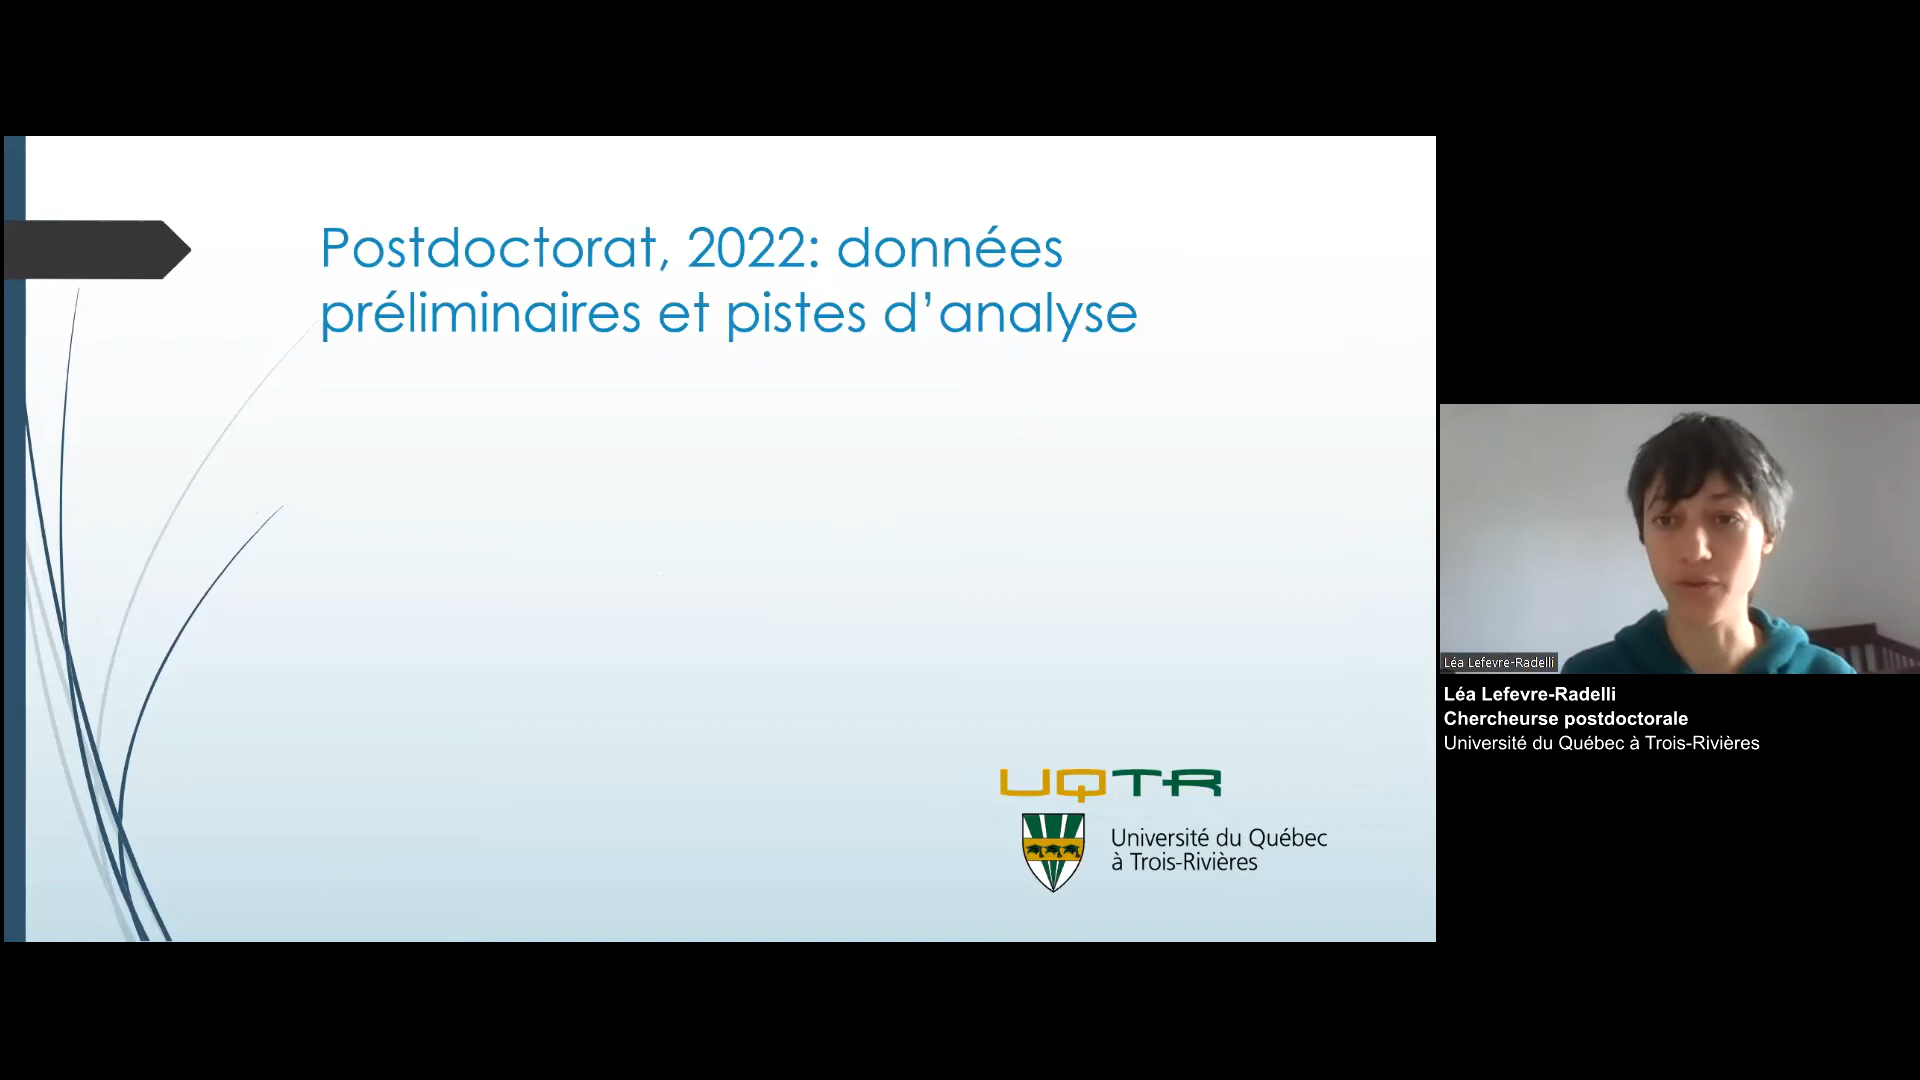 Postdoctorat, 2022: données
préliminaires et pistes d’analyse
UQTR
Université du Québec
à Trois-Rivières
Léa Lefevre-Radelli
Léa Lefevre-Radelli
Chercheurse postdoctorale
Université du Québec à Trois-Rivières